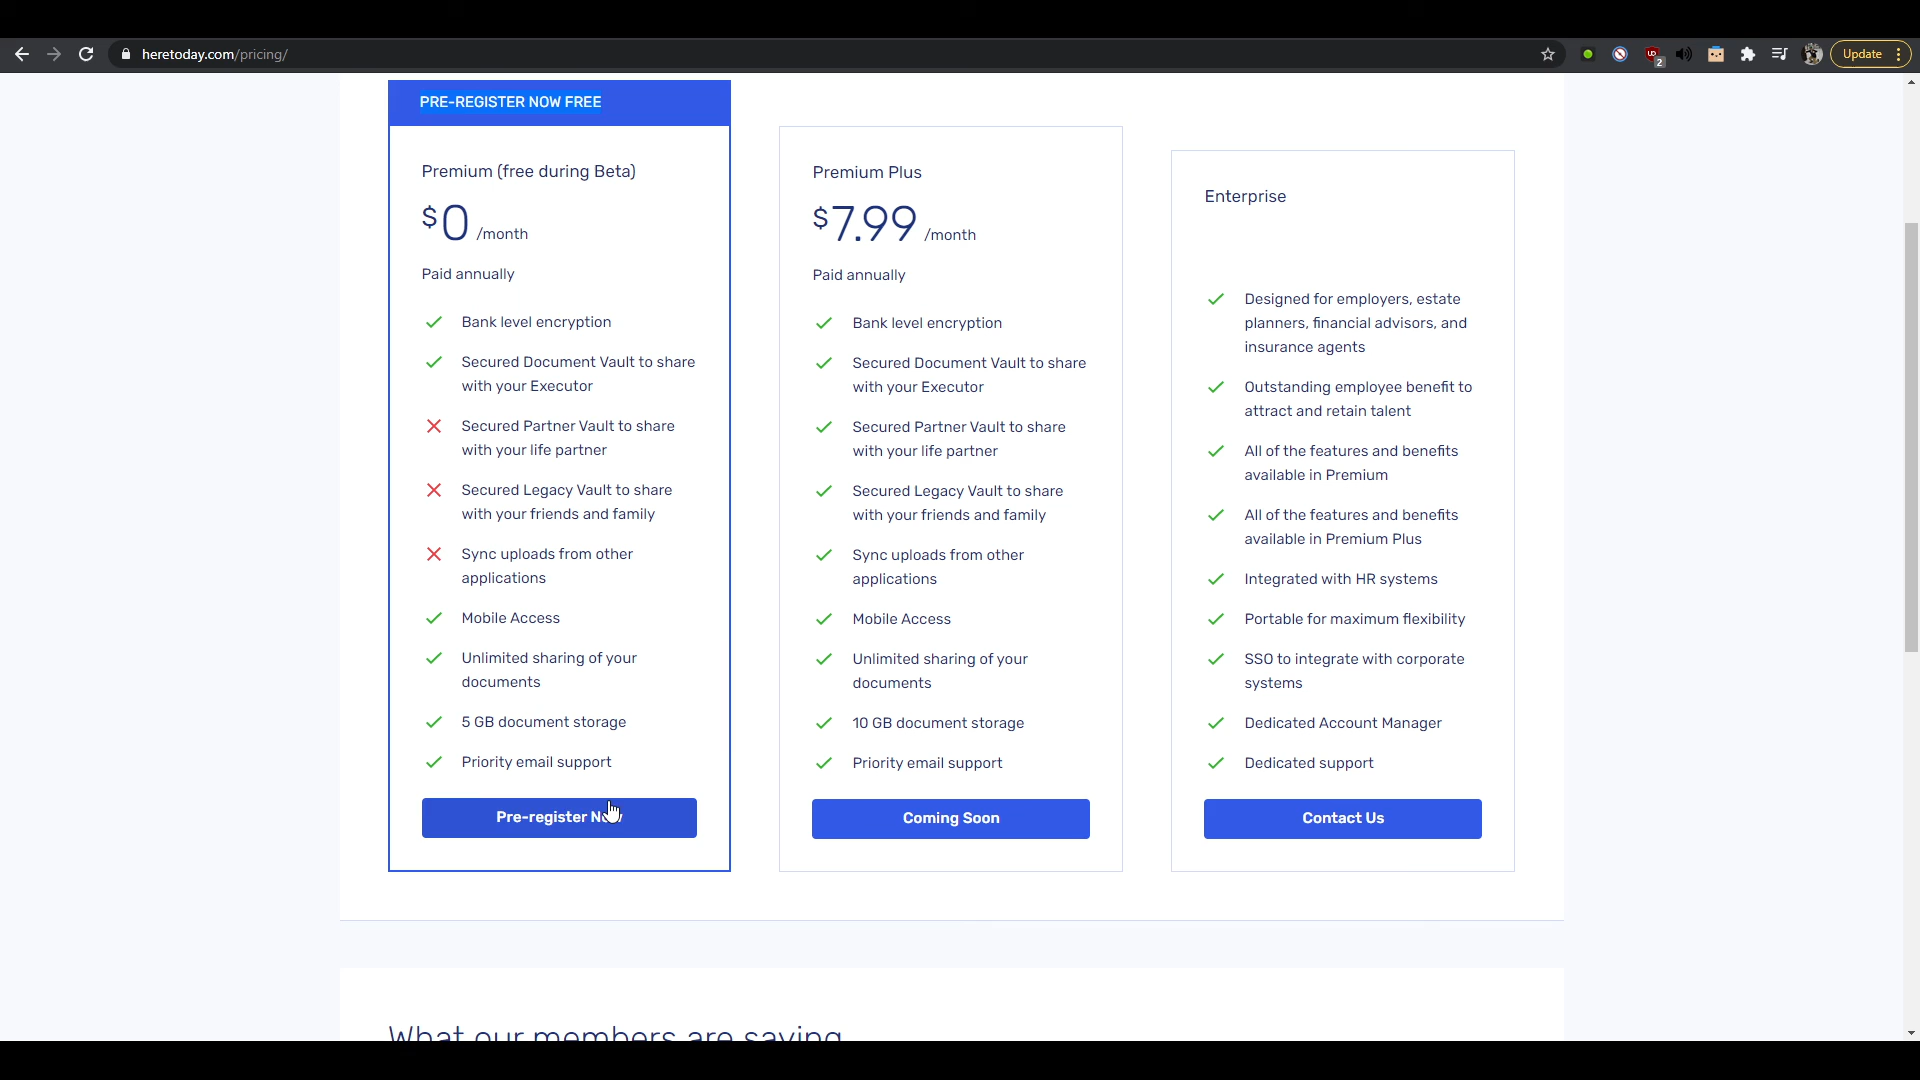 heretoday.com/pricing/
2
Update
PRE-REGISTER NOW FREE
Premium (free during Beta)
$0 /month
Paid annually
Bank level encryption
Secured Document Vault to share
with your Executor
Secured Partner Vault to share
with your life partner
Secured Legacy Vault to share
with your friends and family
Sync uploads from other
applications
Mobile Access
Unlimited sharing of your
documents
5 GB document storage
Priority email support
Pre-register
Premium Plus
$7.99 /month
Paid annually
Bank level encryption
Secured Document Vault to share
with your Executor
Secured Partner Vault to share
with your life partner
Secured Legacy Vault to share
with your friends and family
Sync uploads from other
applications
Mobile Access
Unlimited sharing of your
documents
10 GB document storage
Priority email support
Coming Soon
Enterprise
Designed for employers, estate
planners, financial advisors, and
insurance agents
Outstanding employee benefit to
attract and retain talent
All of the features and benefits
available in Premium
All of the features and benefits
available in Premium Plus
Integrated with HR systems
Portable for maximum flexibility
SSO to integrate with corporate
systems
Dedicated Account Manager
Dedicated support
Contact Us
What our members are saying